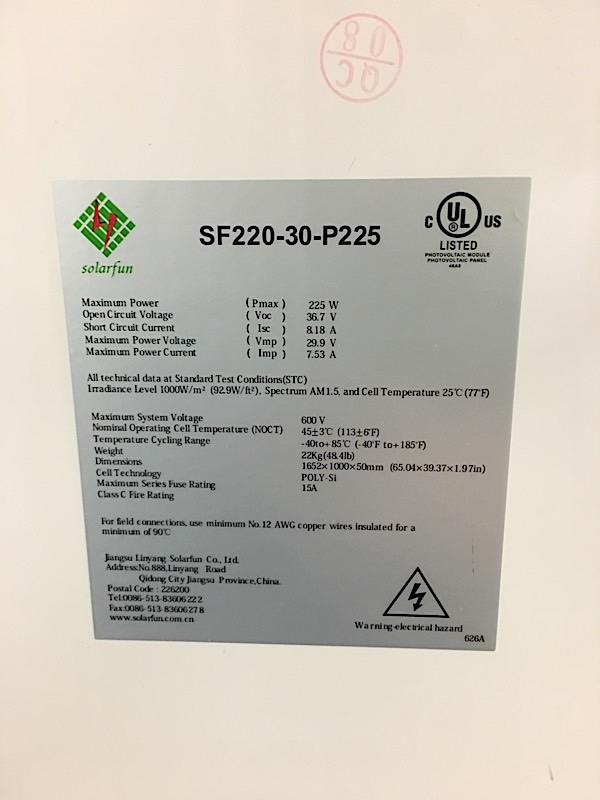 08
QC
SF220-30-P225
solarfun
C UL US
®
LISTED
PHOTOVOLTAIC MODULE
PHOTOVOLTAIC PANEL
46A8
Maximum Power (Pmax) 225 W
Open Circuit Voltage (Voc) 36.7 V
Short Circuit Current (Isc) 8.18 A
Maximum Power Voltage (Vmp) 29.9 V
Maximum Power Current (Imp) 7.53 A
All technical data at Standard Test Conditions(STC)
Irradiance Level 1000W/m² (92.9W/ft²), Spectrum AM1.5, and Cell Temperature 25℃(77℉)
Maximum System Voltage 600 V
Nominal Operating Cell Temperature (NOCT) 45±3℃ (113±6℉)
Temperature Cycling Range -40to+85℃ (-40℉ to+185℉)
Weight 22Kg(48.4lb)
Dimensions 1652×1000×50mm (65.04×39.37×1.97in)
Cell Technology POLY-Si
Maximum Series Fuse Rating 15A
Class C Fire Rating
For field connections, use minimum No.12 AWG copper wires insulated for a
minimum of 90℃
Jiangsu Linyang Solarfun Co., Ltd.
Address:No.888,Linyang Road
Qidong City Jiangsu Province,China.
Postal Code : 226200
Tel:0086-513-83606222
Fax:0086-513-83606278
www.solarfun.com.cn
Warning-electrical hazard
626A